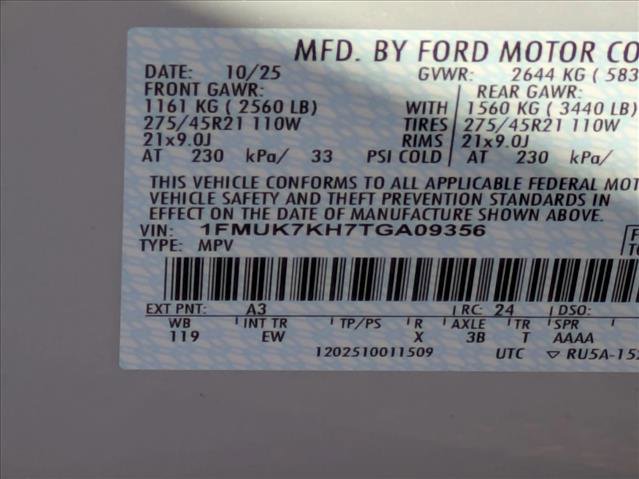 MFD. BY FORD MOTOR CO
DATE: 10/25 GVWR: 2644 KG ( 583
FRONT GAWR: REAR GAWR:
1161 KG ( 2560 LB) WITH 1560 KG ( 3440 LB)
275/45R21 110W TIRES 275/45R21 110W
21x9.0J RIMS 21x9.0J
AT 230 kPa/ 33 PSI COLD AT 230 kPa/
THIS VEHICLE CONFORMS TO ALL APPLICABLE FEDERAL MOT
VEHICLE SAFETY AND THEFT PREVENTION STANDARDS IN
EFFECT ON THE DATE OF MANUFACTURE SHOWN ABOVE.
VIN: 1FMUK7KH7TGA09356
TYPE: MPV
EXT PNT: A3 RC: 24 DSO:
WB INT TR TP/PS R AXLE TR SPR
119 EW X 3B T AAAA
1202510011509 UTC ▽ RU5A-152